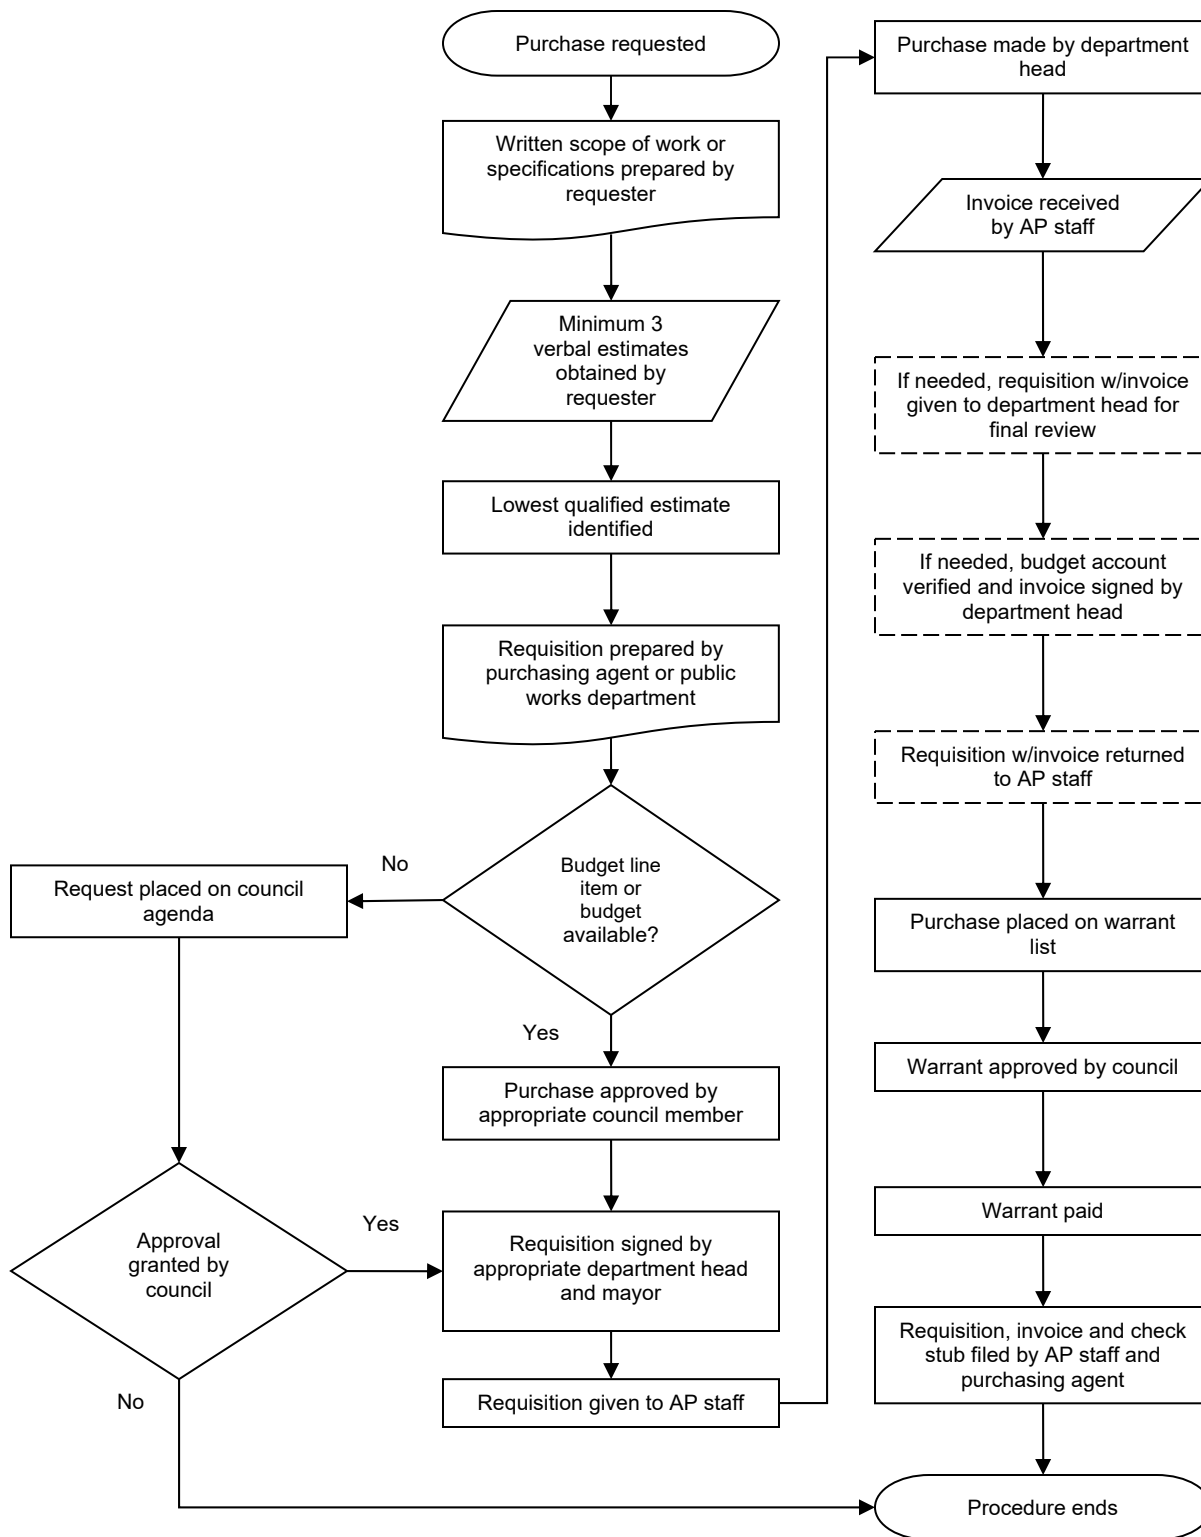 Purchase requested
Written scope of work or
specifications prepared by
requester
Minimum 3
verbal estimates
obtained by
requester
Lowest qualified estimate
identified
Requisition prepared by
purchasing agent or public
works department
Budget line
item or
budget
available?
No
Request placed on council
agenda
Yes
Purchase approved by
appropriate council member
Approval
granted by
council
Yes
Requisition signed by
appropriate department head
and mayor
No
Requisition given to AP staff
Purchase made by department
head
Invoice received
by AP staff
If needed, requisition w/invoice
given to department head for
final review
If needed, budget account
verified and invoice signed by
department head
Requisition w/invoice returned
to AP staff
Purchase placed on warrant
list
Warrant approved by council
Warrant paid
Requisition, invoice and check
stub filed by AP staff and
purchasing agent
Procedure ends